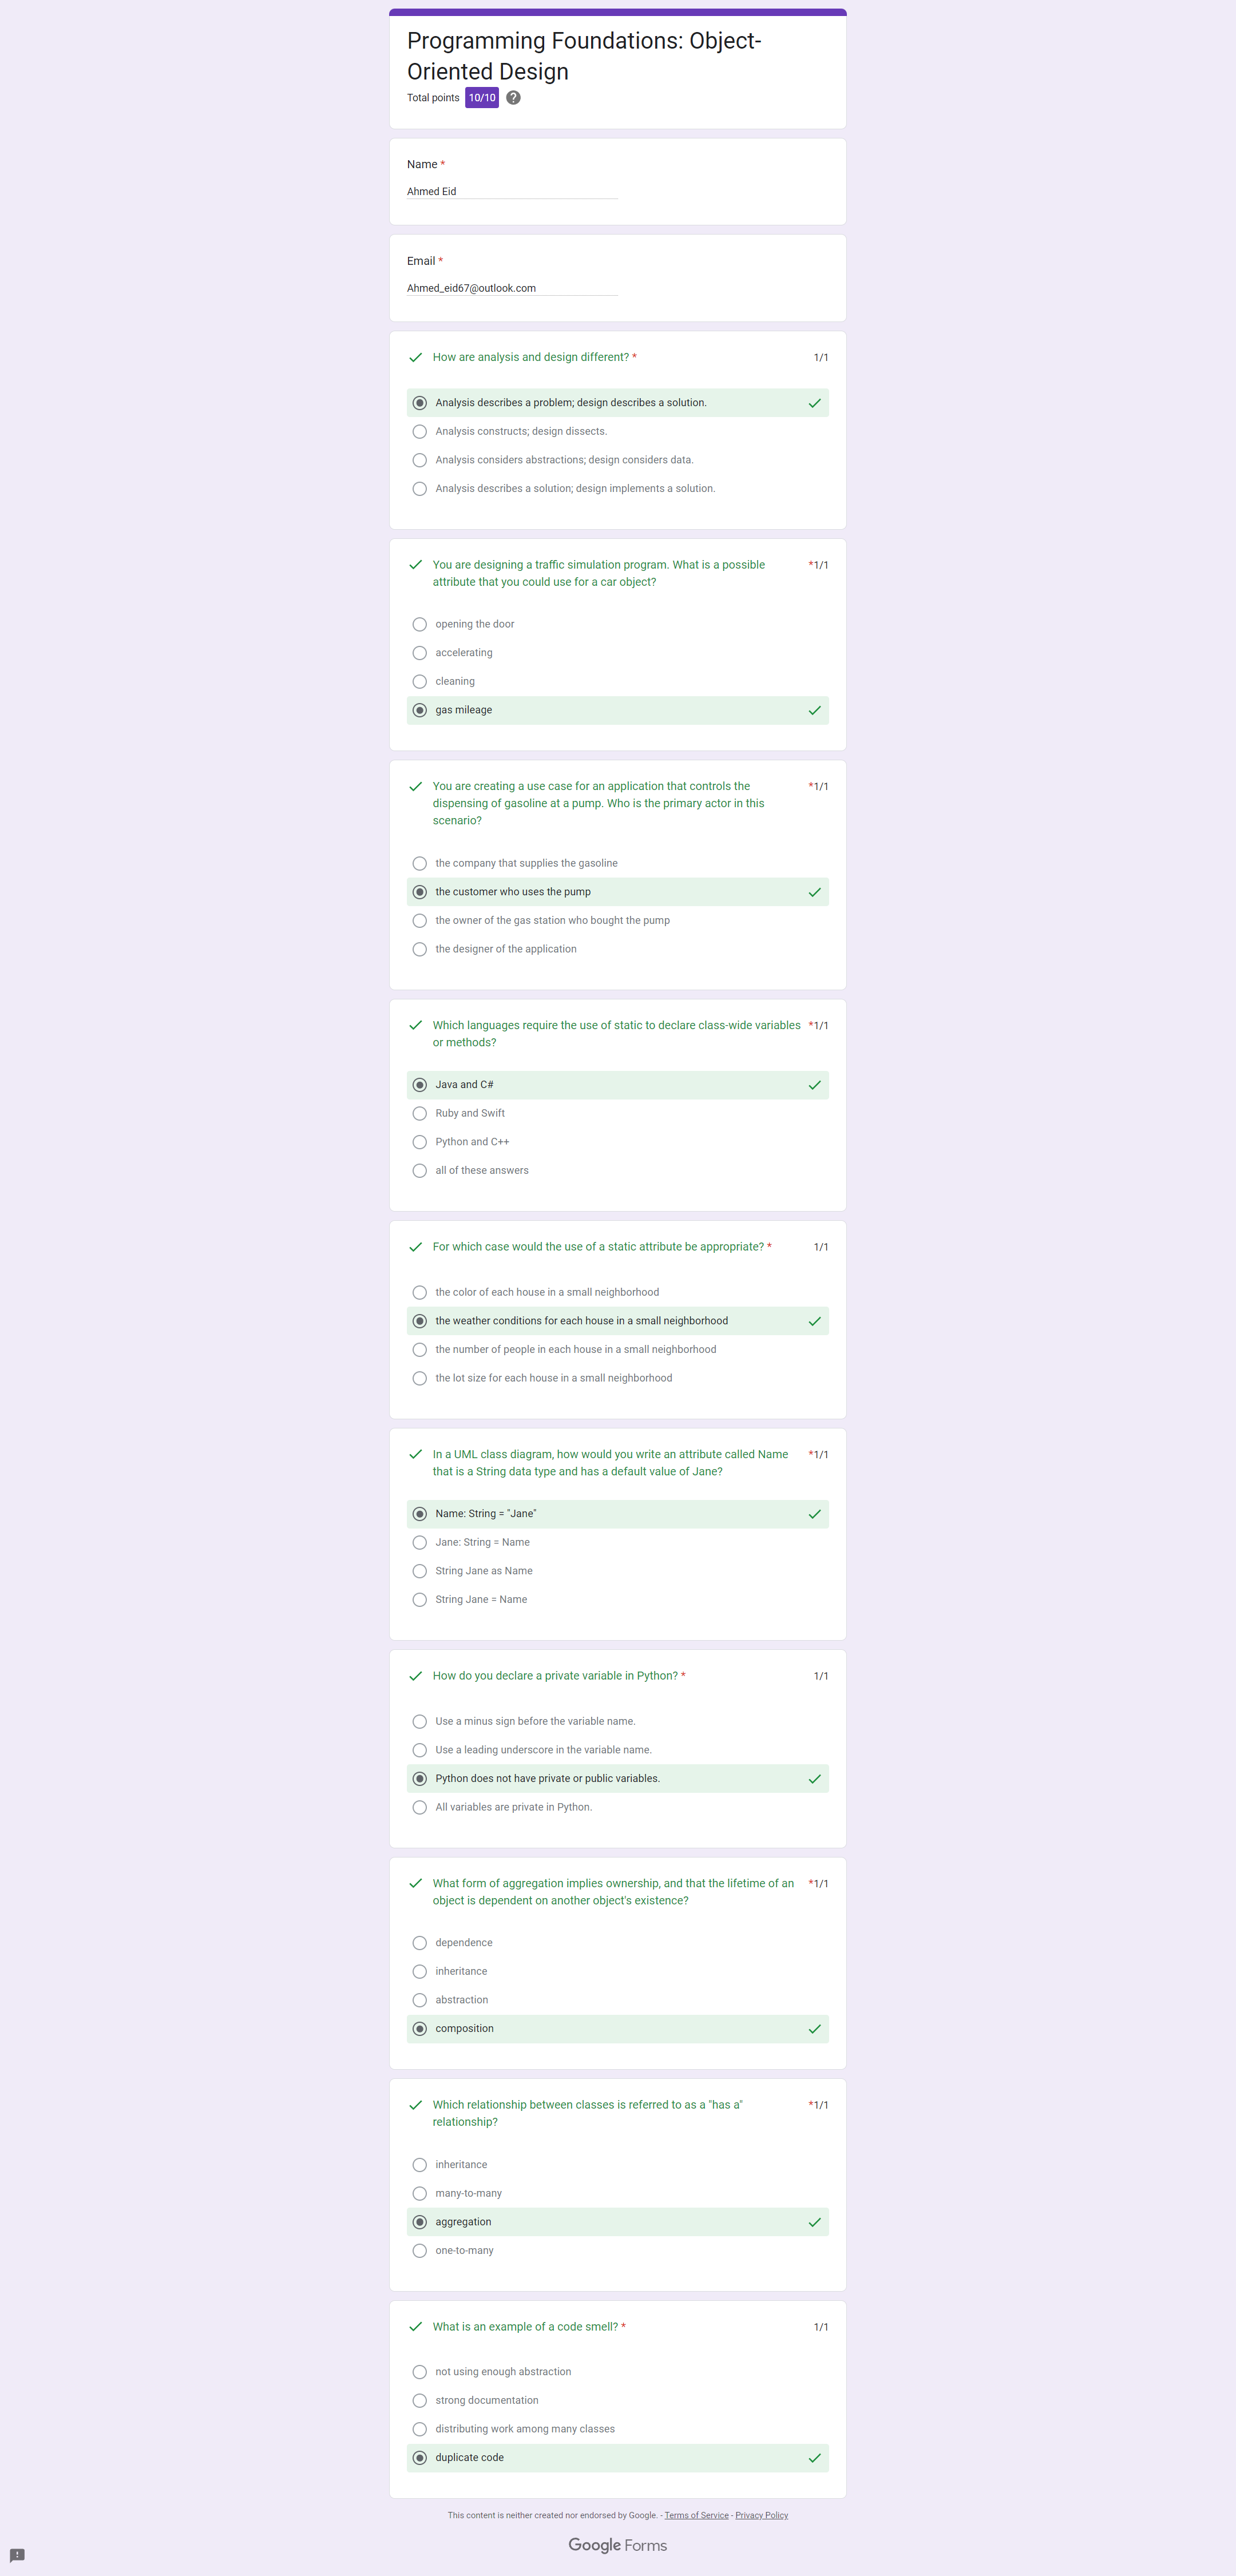 Programming Foundations: Object-
Oriented Design
Total points 10/10
Name *
Ahmed Eid
Email *
Ahmed_eid67@outlook.com
How are analysis and design different? * 1/1
Analysis describes a problem; design describes a solution.
Analysis constructs; design dissects.
Analysis considers abstractions; design considers data.
Analysis describes a solution; design implements a solution.
You are designing a traffic simulation program. What is a possible *1/1
attribute that you could use for a car object?
opening the door
accelerating
cleaning
gas mileage
You are creating a use case for an application that controls the *1/1
dispensing of gasoline at a pump. Who is the primary actor in this
scenario?
the company that supplies the gasoline
the customer who uses the pump
the owner of the gas station who bought the pump
the designer of the application
Which languages require the use of static to declare class-wide variables *1/1
or methods?
Java and C#
Ruby and Swift
Python and C++
all of these answers
For which case would the use of a static attribute be appropriate? * 1/1
the color of each house in a small neighborhood
the weather conditions for each house in a small neighborhood
the number of people in each house in a small neighborhood
the lot size for each house in a small neighborhood
In a UML class diagram, how would you write an attribute called Name *1/1
that is a String data type and has a default value of Jane?
Name: String = "Jane"
Jane: String = Name
String Jane as Name
String Jane = Name
How do you declare a private variable in Python? * 1/1
Use a minus sign before the variable name.
Use a leading underscore in the variable name.
Python does not have private or public variables.
All variables are private in Python.
What form of aggregation implies ownership, and that the lifetime of an *1/1
object is dependent on another object's existence?
dependence
inheritance
abstraction
composition
Which relationship between classes is referred to as a "has a" *1/1
relationship?
inheritance
many-to-many
aggregation
one-to-many
What is an example of a code smell? * 1/1
not using enough abstraction
strong documentation
distributing work among many classes
duplicate code
This content is neither created nor endorsed by Google. - Terms of Service - Privacy Policy
Google Forms